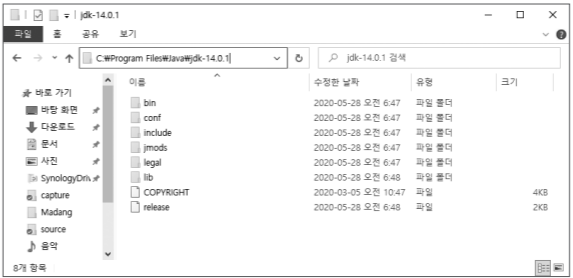 jdk-14.0.1
파일 홈 공유 보기
C:₩Program Files₩Java₩jdk-14.0.1 jdk-14.0.1 검색
이름 수정한 날짜 유형 크기
바로 가기
바탕 화면
다운로드
문서
사진
SynologyDriv
capture
Madang
source
음악
bin 2020-05-28 오전 6:47 파일 폴더
conf 2020-05-28 오전 6:47 파일 폴더
include 2020-05-28 오전 6:47 파일 폴더
jmods 2020-05-28 오전 6:47 파일 폴더
legal 2020-05-28 오전 6:47 파일 폴더
lib 2020-05-28 오전 6:48 파일 폴더
COPYRIGHT 2020-03-05 오전 10:47 파일 4KB
release 2020-05-28 오전 6:48 파일 2KB
8개 항목